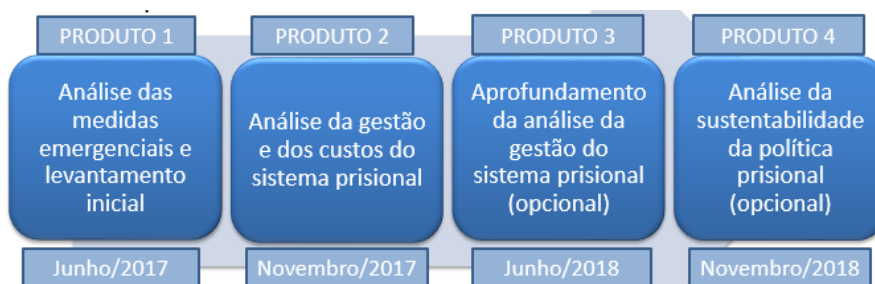 PRODUTO 1
Análise das
medidas
emergenciais e
levantamento
inicial
Junho/2017
PRODUTO 2
Análise da gestão
e dos custos do
sistema prisional
Novembro/2017
PRODUTO 3
Aprofundamento
da análise da
gestão do
sistema prisional
(opcional)
Junho/2018
PRODUTO 4
Análise da
sustentabilidade
da política
prisional
(opcional)
Novembro/2018